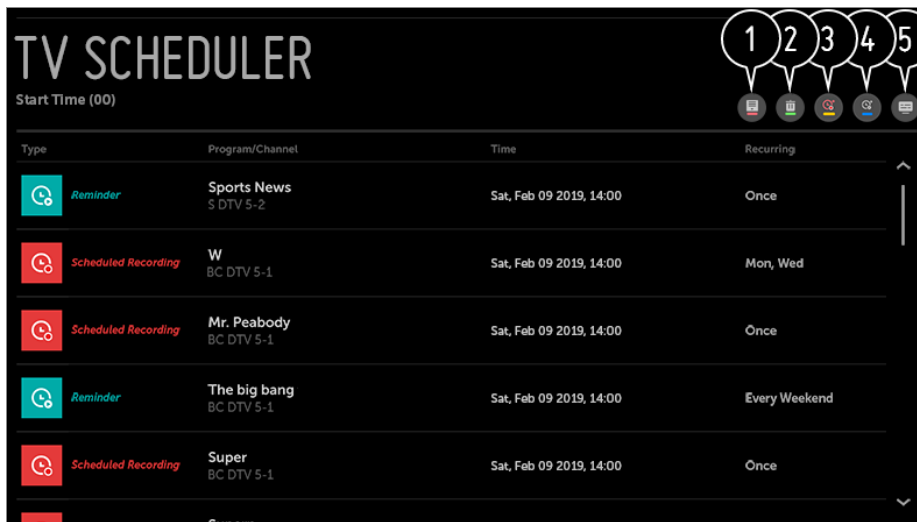 TV SCHEDULER
1 2 3 4 5
Start Time (00)
Type Program/Channel Time Recurring
Reminder Sports News Sat, Feb 09 2019, 14:00 Once
S DTV 5-2
Scheduled Recording W Sat, Feb 09 2019, 14:00 Mon, Wed
BC DTV 5-1
Scheduled Recording Mr. Peabody Sat, Feb 09 2019, 14:00 Once
BC DTV 5-1
Reminder The big bang Sat, Feb 09 2019, 14:00 Every Weekend
BC DTV 5-1
Scheduled Recording Super Sat, Feb 09 2019, 14:00 Once
BC DTV 5-1